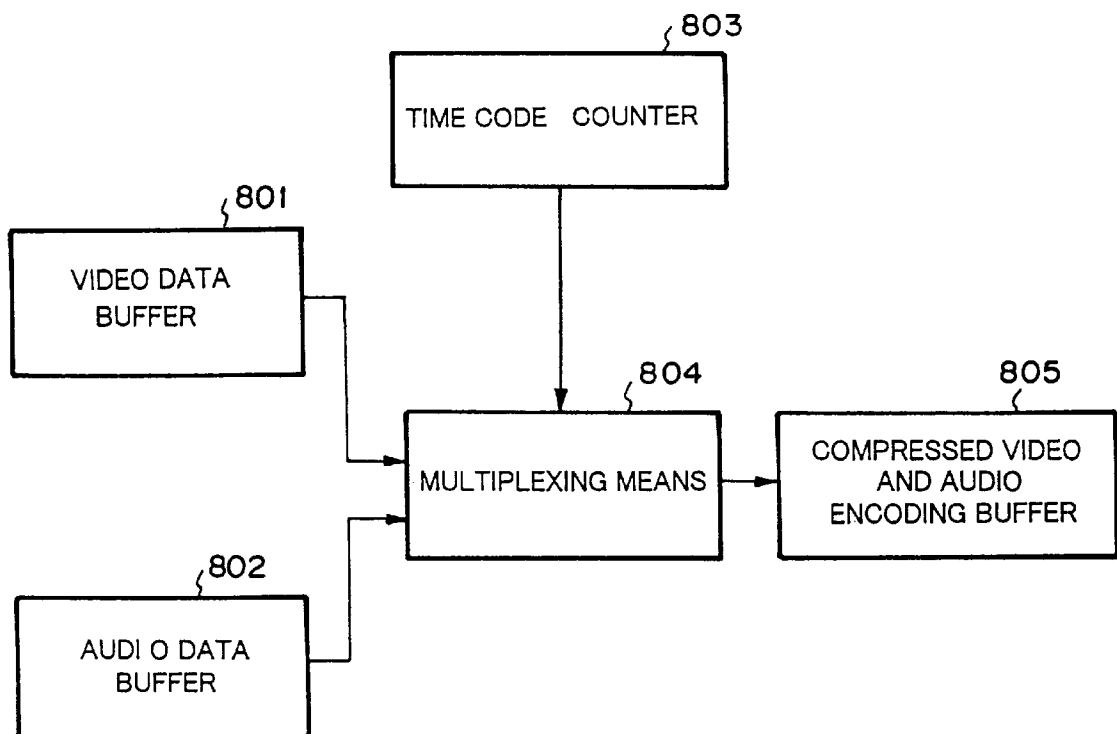 803
TIME CODE COUNTER
801
VIDEO DATA
BUFFER
804
MULTIPLEXING MEANS
805
COMPRESSED VIDEO
AND AUDIO
ENCODING BUFFER
802
AUDI O DATA
BUFFER